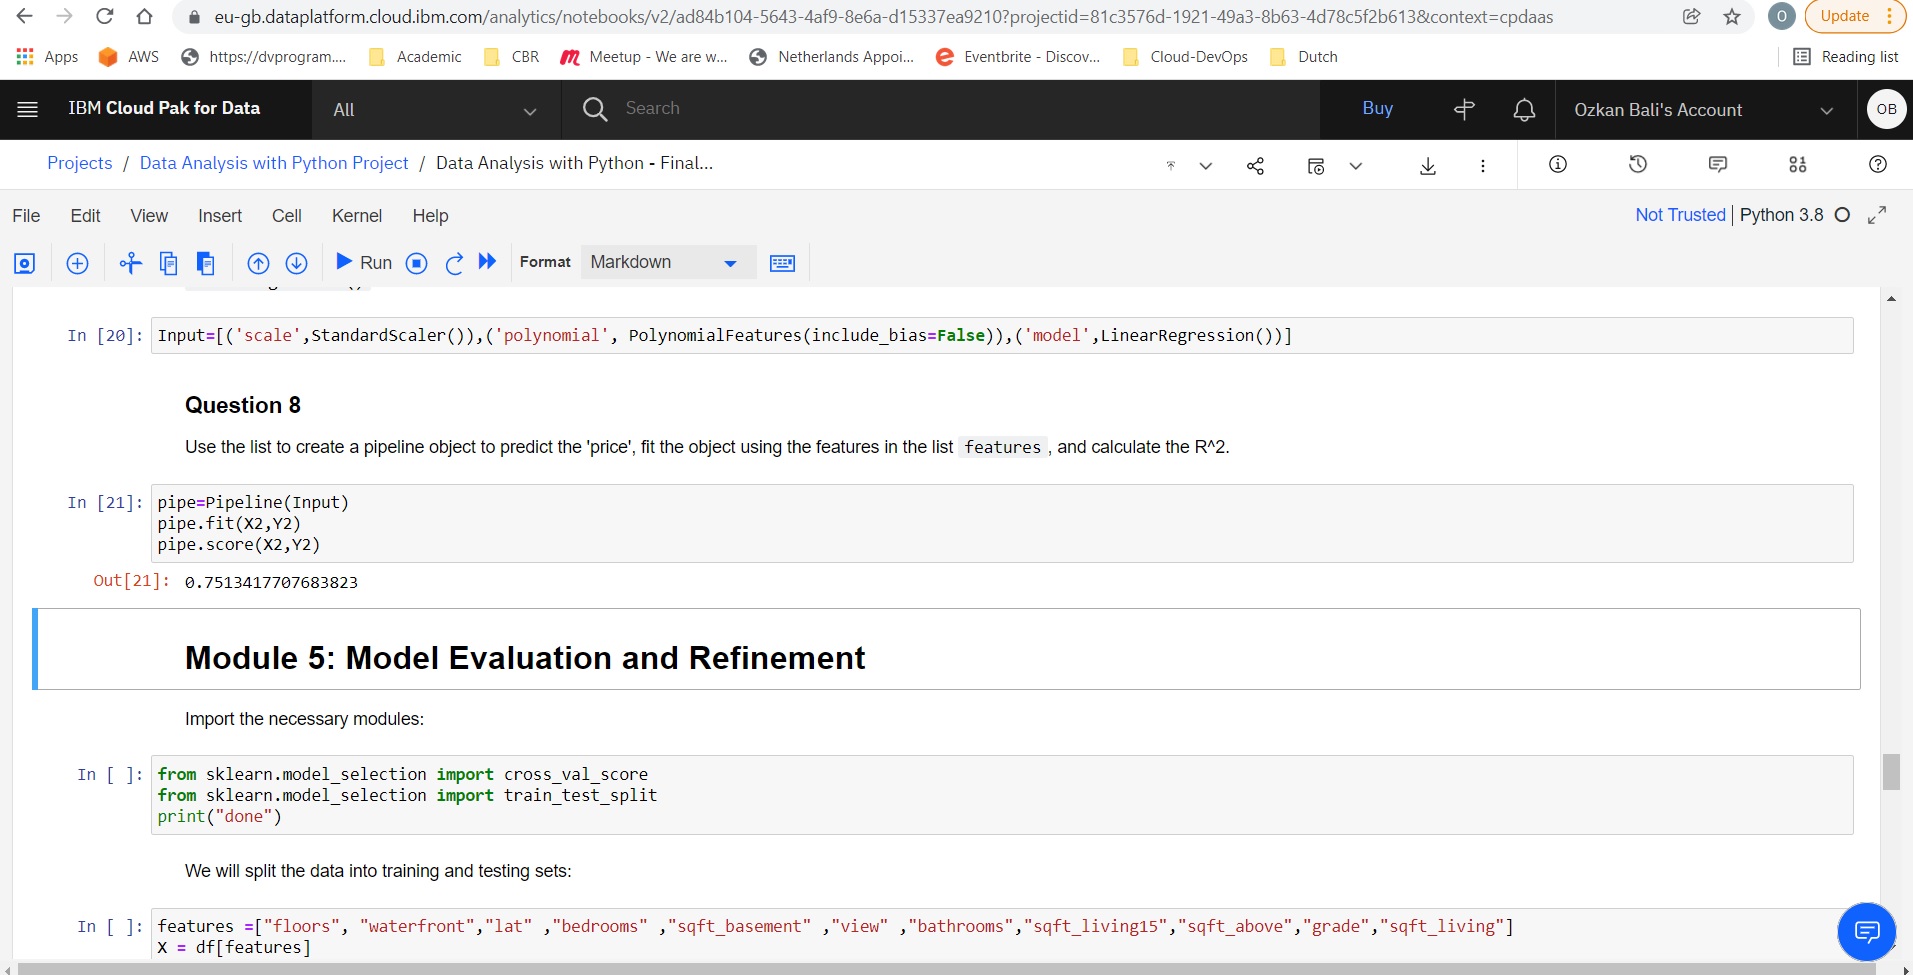 eu-gb.dataplatform.cloud.ibm.com/analytics/notebooks/v2/ad84b104-5643-4af9-8e6a-d15337ea9210?projectid=81c3576d-1921-49a3-8b63-4d78c5f2b613&context=cpdaas O Update
Apps AWS https://dvprogram.... Academic CBR Meetup - We are w... Netherlands Appoi... Eventbrite - Discov... Cloud-DevOps Dutch Reading list
IBM Cloud Pak for Data All Search Buy Ozkan Bali's Account OB
Projects / Data Analysis with Python Project / Data Analysis with Python - Final...
File Edit View Insert Cell Kernel Help Not Trusted | Python 3.8
Run Format Markdown
In [20]: Input=[('scale',StandardScaler()),('polynomial', PolynomialFeatures(include_bias=False)),('model',LinearRegression())]
Question 8
Use the list to create a pipeline object to predict the 'price', fit the object using the features in the list features , and calculate the R^2.
In [21]: pipe=Pipeline(Input)
pipe.fit(X2,Y2)
pipe.score(X2,Y2)
Out[21]: 0.7513417707683823
Module 5: Model Evaluation and Refinement
Import the necessary modules:
In [ ]: from sklearn.model_selection import cross_val_score
from sklearn.model_selection import train_test_split
print("done")
We will split the data into training and testing sets:
In [ ]: features =["floors", "waterfront","lat" ,"bedrooms" ,"sqft_basement" ,"view" ,"bathrooms","sqft_living15","sqft_above","grade","sqft_living"]
X = df[features]